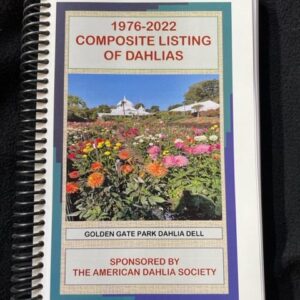 1976-2022
COMPOSITE LISTING
OF DAHLIAS
GOLDEN GATE PARK DAHLIA DELL
SPONSORED BY
THE AMERICAN DAHLIA SOCIETY